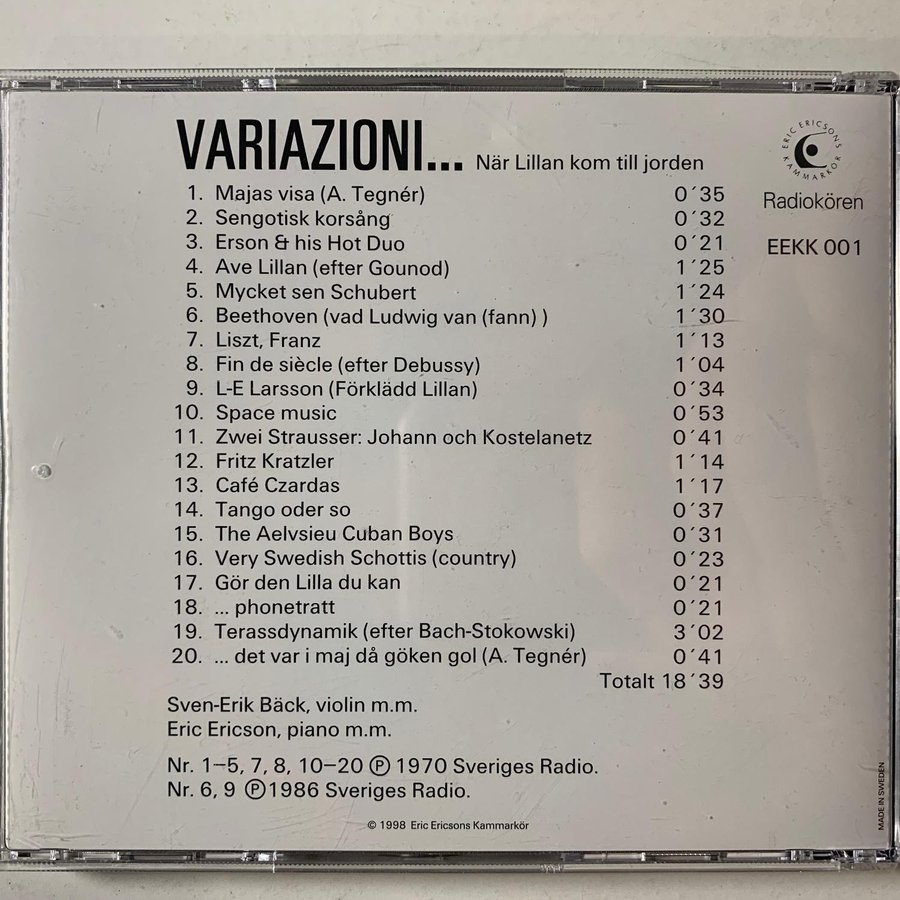 VARIAZIONI... När Lillan kom till jorden
1. Majas visa (A. Tegnér) 0´35
2. Sengotisk korsång 0´32
3. Erson & his Hot Duo 0´21
4. Ave Lillan (efter Gounod) 1´25
5. Mycket sen Schubert 1´24
6. Beethoven (vad Ludwig van (fann) ) 1´30
7. Liszt, Franz 1´13
8. Fin de siècle (efter Debussy) 1´04
9. L-E Larsson (Förklädd Lillan) 0´34
10. Space music 0´53
11. Zwei Strausser: Johann och Kostelanetz 0´41
12. Fritz Kratzler 1´14
13. Café Czardas 1´17
14. Tango oder so 0´37
15. The Aelvsieu Cuban Boys 0´31
16. Very Swedish Schottis (country) 0´23
17. Gör den Lilla du kan 0´21
18. ... phonetratt 0´21
19. Terassdynamik (efter Bach-Stokowski) 3´02
20. ... det var i maj då göken gol (A. Tegnér) 0´41
Totalt 18´39
Sven-Erik Bäck, violin m.m.
Eric Ericson, piano m.m.
Nr. 1–5, 7, 8, 10–20 ℗ 1970 Sveriges Radio.
Nr. 6, 9 ℗ 1986 Sveriges Radio.
© 1998 Eric Ericsons Kammarkör
ERIC ERICSONS KAMMARKÖR
Radiokören
EEKK 001
MADE IN SWEDEN